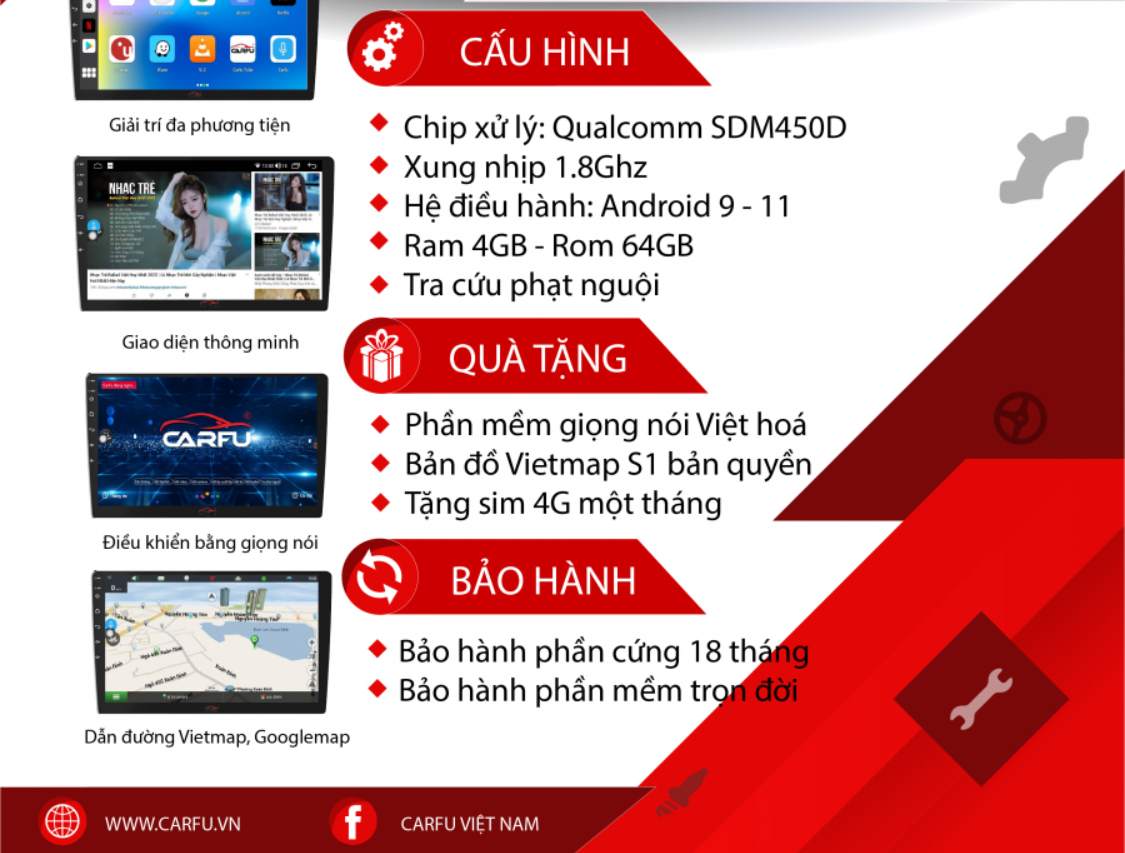 CARFU
Giải trí đa phương tiện
NHẠC TRẺ
Giao diện thông minh
CARFU
Điều khiển bằng giọng nói
Dẫn đường Vietmap, Googlemap
CẤU HÌNH
Chip xử lý: Qualcomm SDM450D
Xung nhịp 1.8Ghz
Hệ điều hành: Android 9 - 11
Ram 4GB - Rom 64GB
Tra cứu phạt nguội
QUÀ TẶNG
Phần mềm giọng nói Việt hoá
Bản đồ Vietmap S1 bản quyền
Tặng sim 4G một tháng
BẢO HÀNH
Bảo hành phần cứng 18 tháng
Bảo hành phần mềm trọn đời
WWW.CARFU.VN
CARFU VIỆT NAM